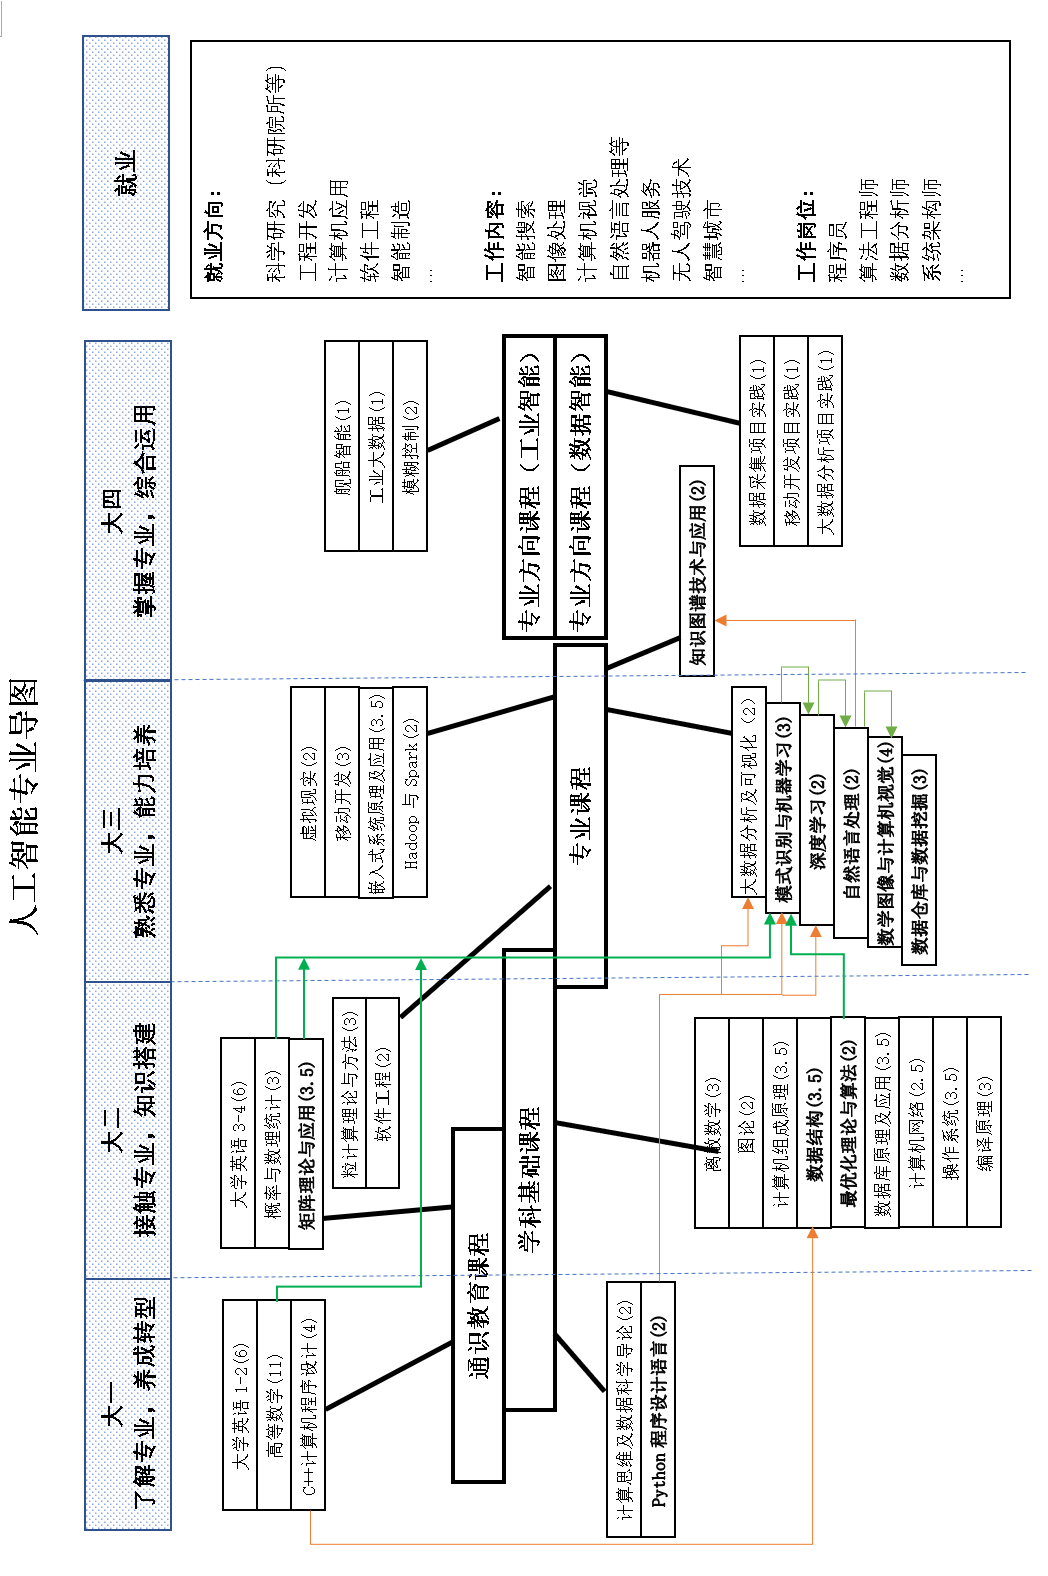 人工智能专业导图
大一
了解专业，养成转型
大二
接触专业，知识搭建
大三
熟悉专业，能力培养
大四
掌握专业，综合运用
就业
大学英语1-2(6)
高等数学(11)
C++计算机程序设计(4)
大学英语3-4(6)
概率与数理统计(3)
矩阵理论与应用(3.5)
粒计算理论与方法(3)
软件工程(2)
虚拟现实(2)
移动开发(3)
嵌入式系统原理及应用(3.5)
Hadoop 与 Spark(2)
舰船智能(1)
工业大数据(1)
模糊控制(2)
通识教育课程
学科基础课程
专业课程
专业方向课程（工业智能）
专业方向课程（数据智能）
计算思维及数据科学导论(2)
Python 程序设计语言(2)
离散数学(3)
图论(2)
计算机组成原理(3.5)
数据结构(3.5)
最优化理论与算法(2)
数据库原理及应用(3.5)
计算机网络(2.5)
操作系统(3.5)
编译原理(3)
大数据分析及可视化（2）
模式识别与机器学习(3)
深度学习(2)
自然语言处理(2)
数学图像与计算机视觉(4)
数据仓库与数据挖掘(3)
知识图谱技术与应用(2)
数据采集项目实践(1)
移动开发项目实践(1)
大数据分析项目实践(1)
就业方向：
科学研究（科研院所等）
工程开发
计算机应用
软件工程
智能制造
…
工作内容：
智能搜索
图像处理
计算机视觉
自然语言处理等
机器人服务
无人驾驶技术
智慧城市
…
工作岗位：
程序员
算法工程师
数据分析师
系统架构师
…